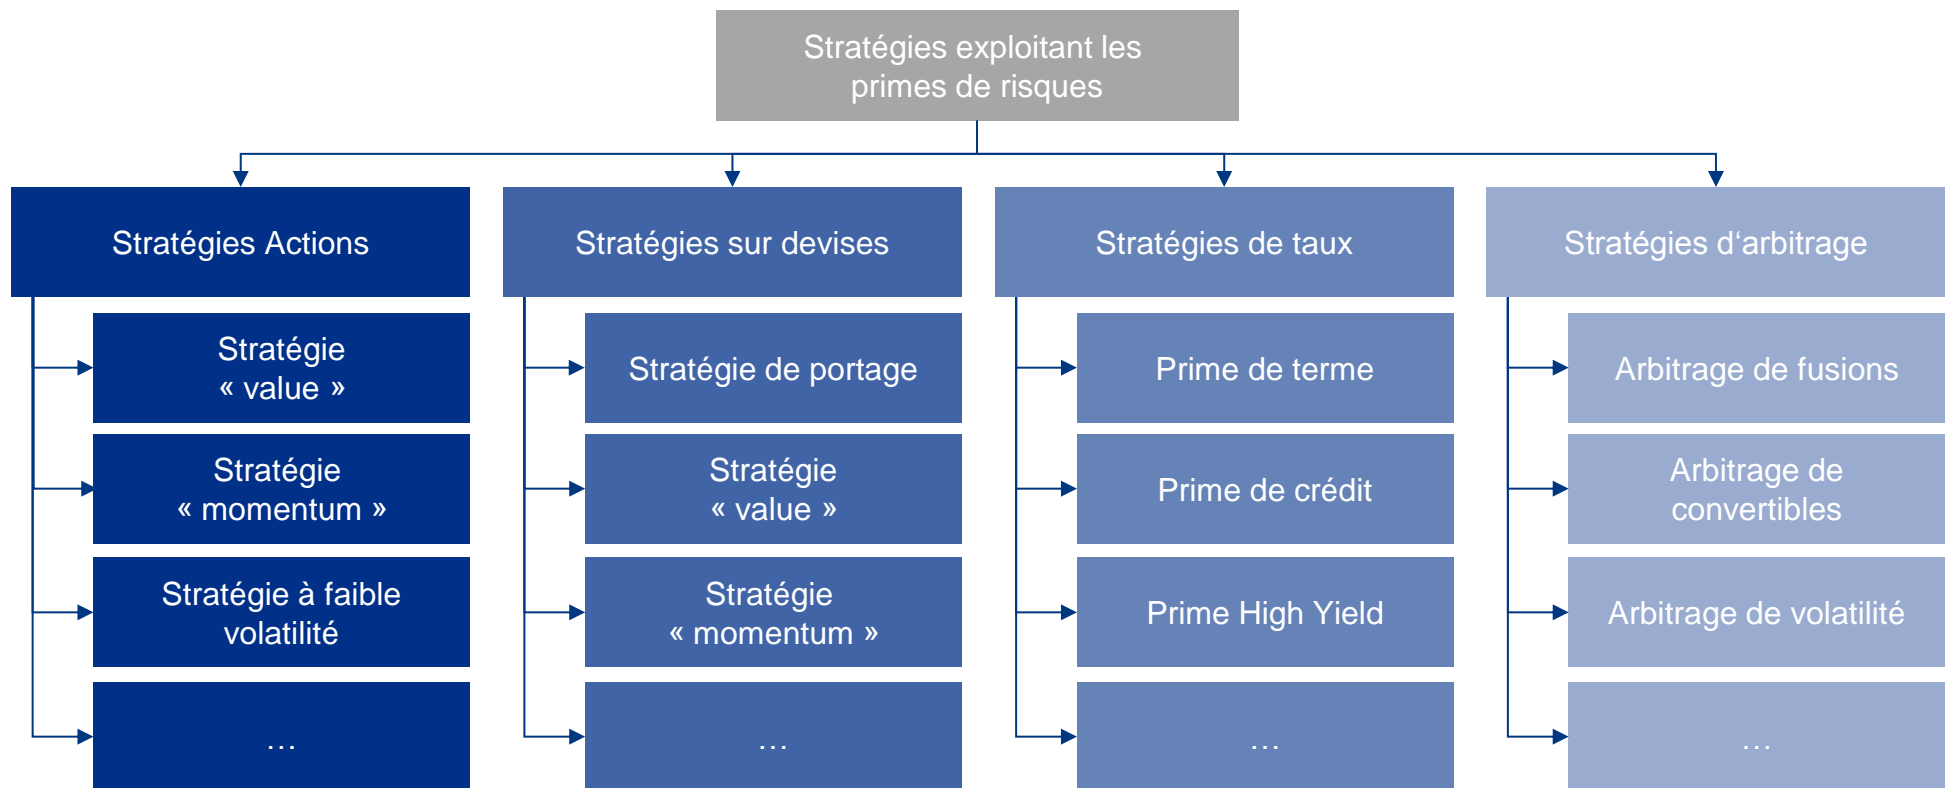 Stratégies exploitant les
primes de risques
Stratégies Actions
Stratégie
« value »
Stratégie
« momentum »
Stratégie à faible
volatilité
…
Stratégies sur devises
Stratégie de portage
Stratégie
« value »
Stratégie
« momentum »
…
Stratégies de taux
Prime de terme
Prime de crédit
Prime High Yield
…
Stratégies d‘arbitrage
Arbitrage de fusions
Arbitrage de
convertibles
Arbitrage de volatilité
…